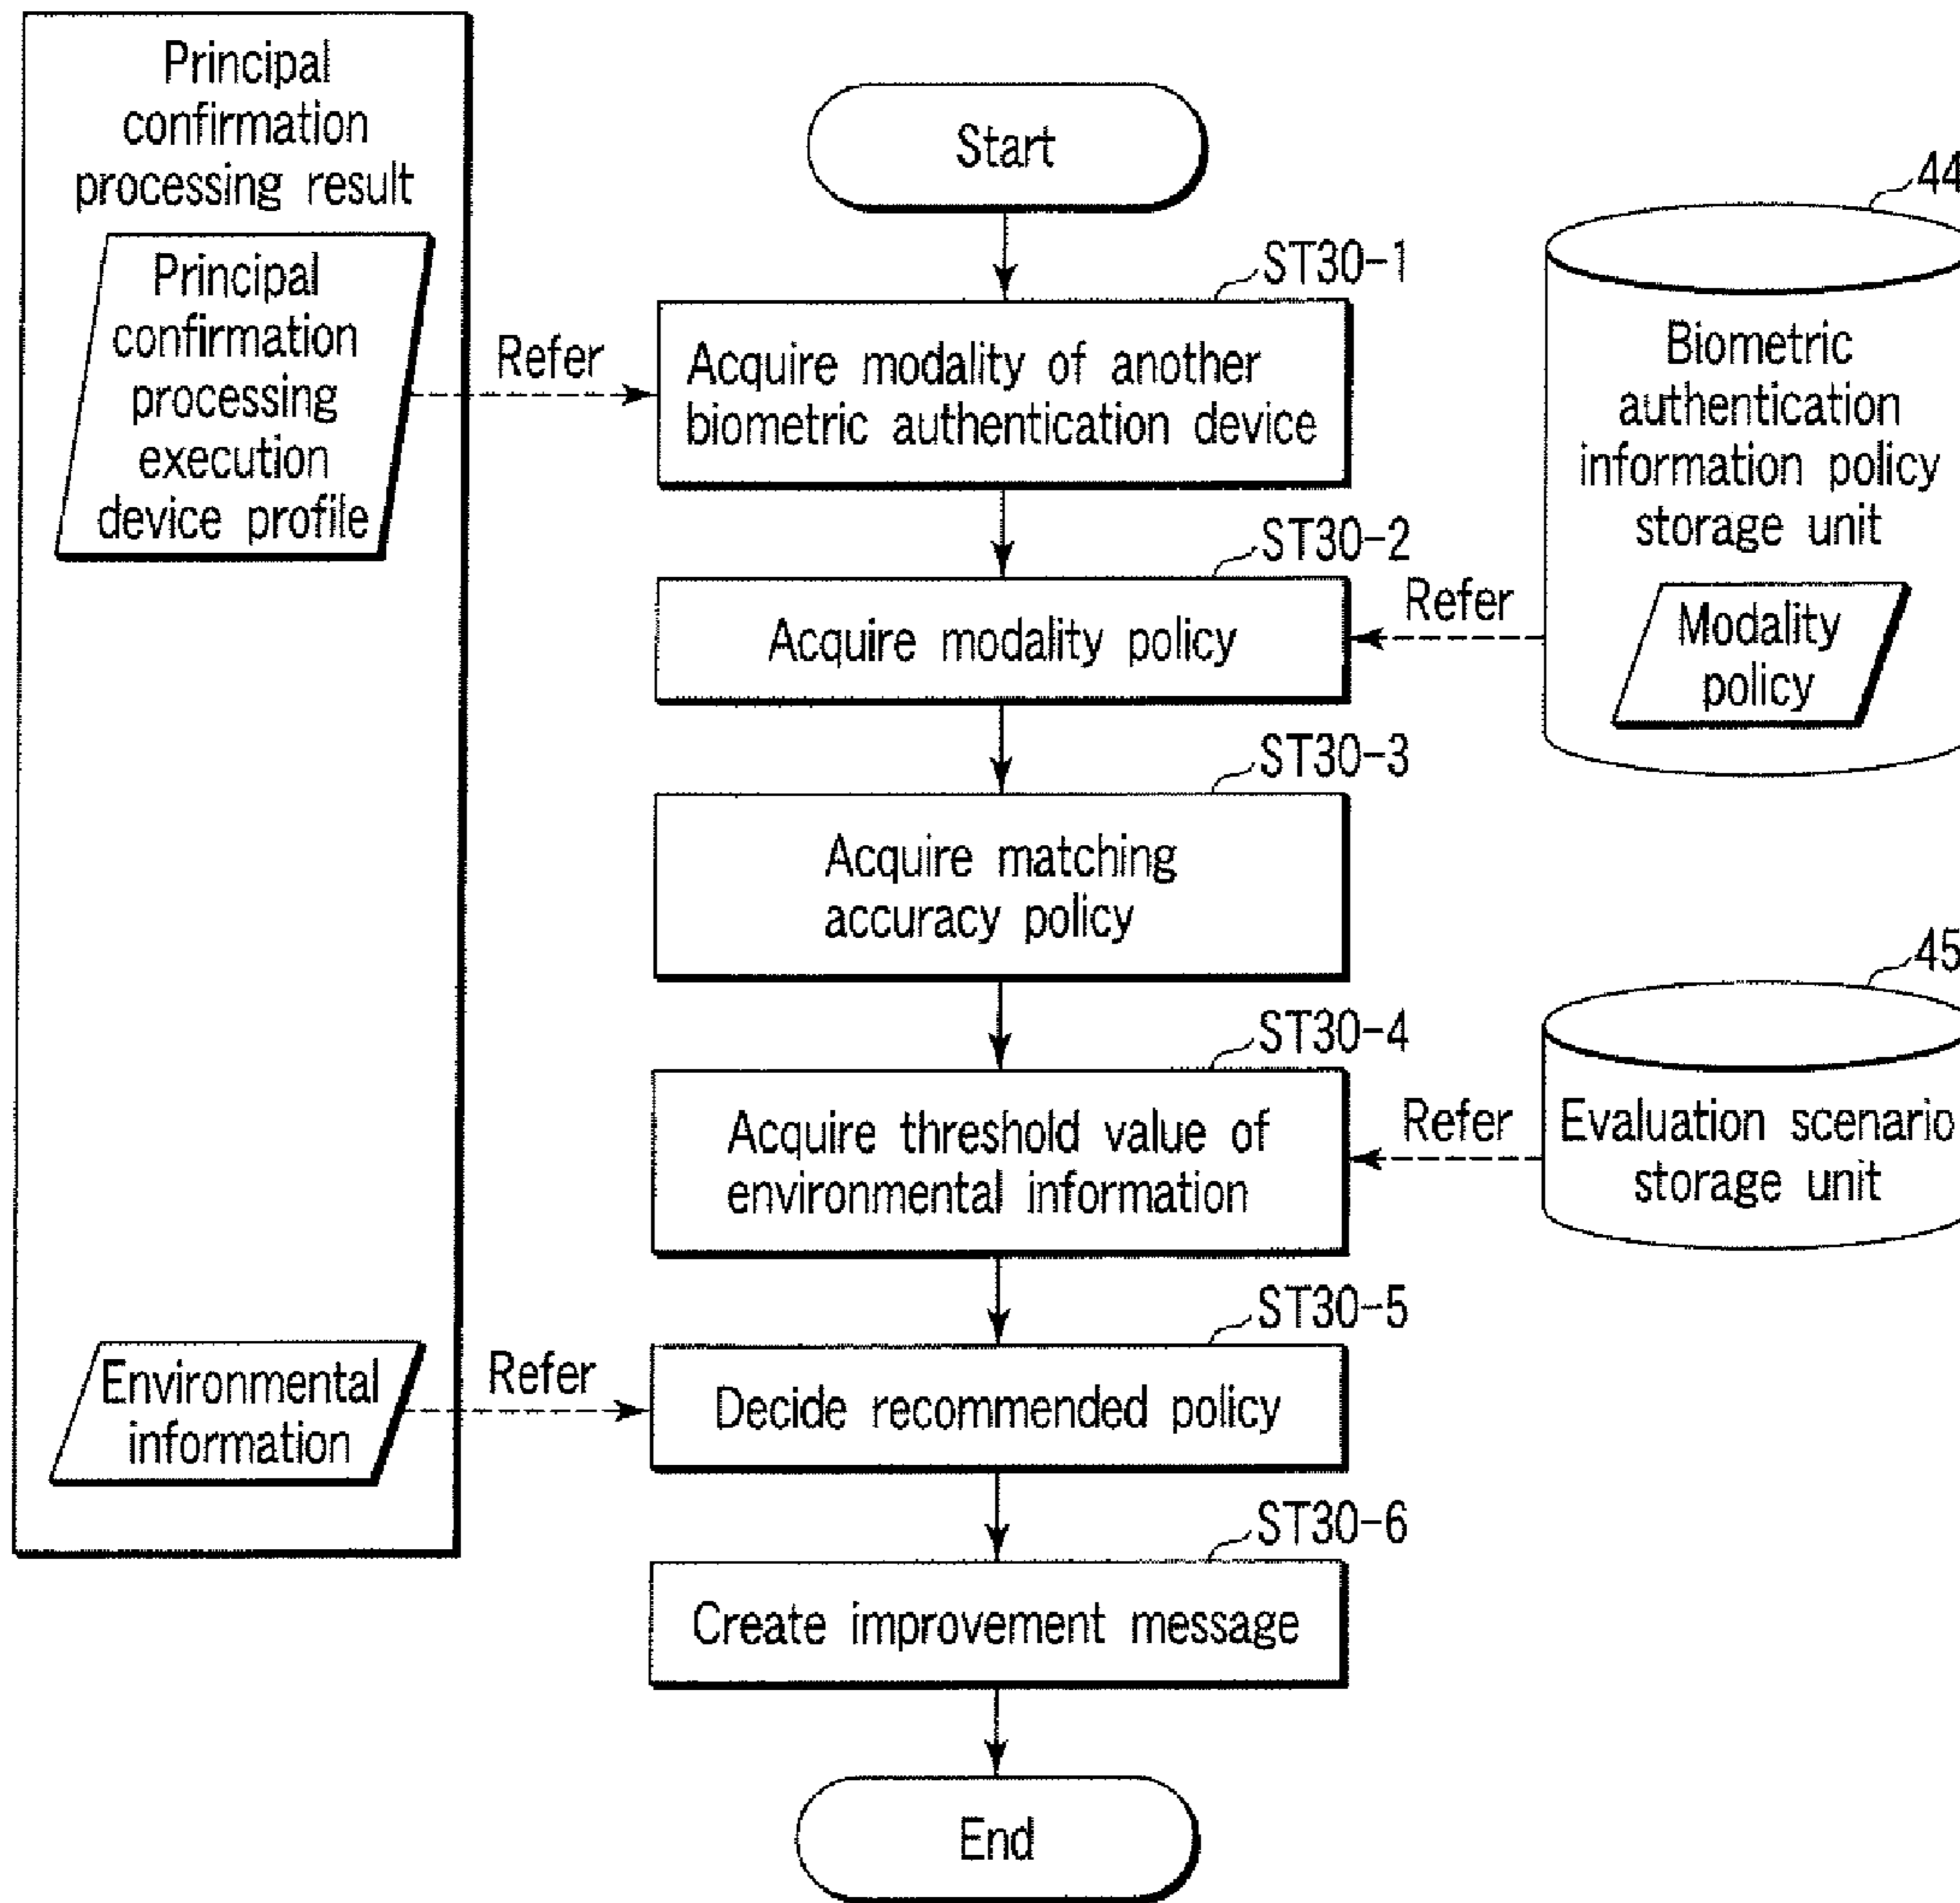 Principal
confirmation
processing result
Principal
confirmation
processing
execution
device profile
Environmental
information
Start
Refer
ST30-1
Acquire modality of another
biometric authentication device
ST30-2
Acquire modality policy
Refer
ST30-3
Acquire matching
accuracy policy
ST30-4
Acquire threshold value of
environmental information
Refer
ST30-5
Refer
Decide recommended policy
ST30-6
Create improvement message
End
44
Biometric
authentication
information policy
storage unit
Modality
policy
45
Evaluation scenario
storage unit